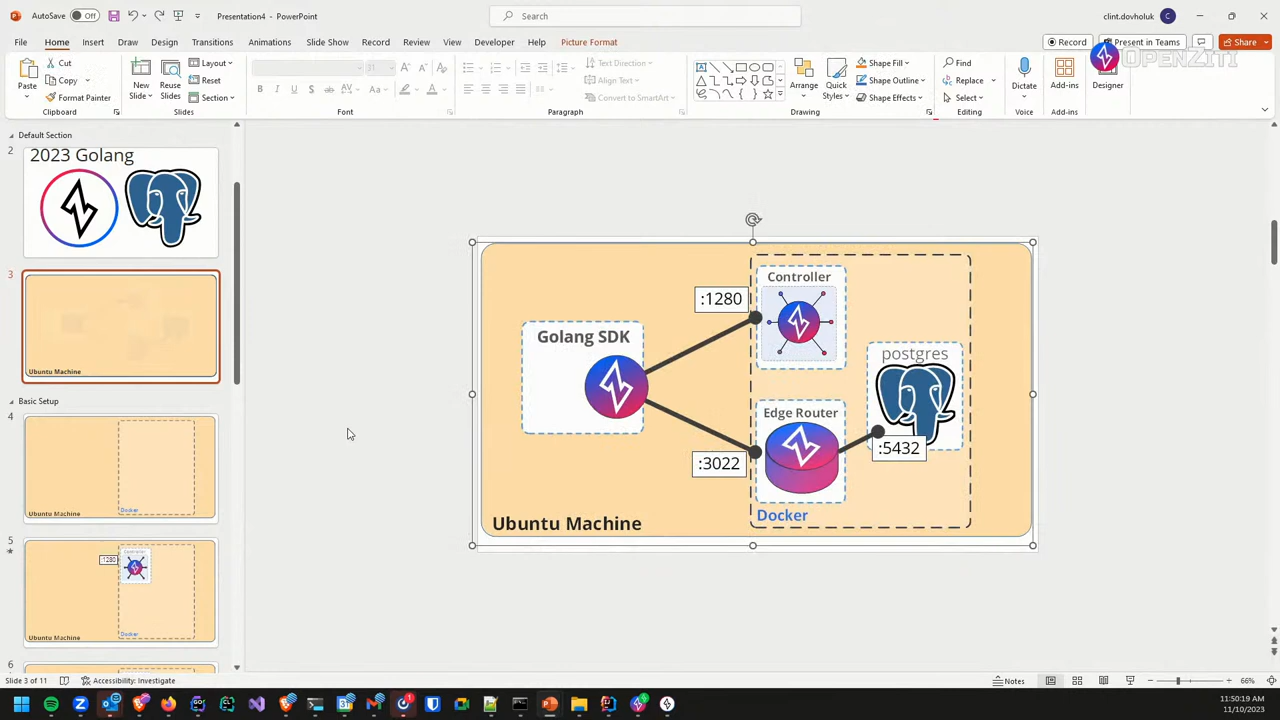 AutoSave Off Presentation4 - PowerPoint Search clint.dovholuk C
File Home Insert Draw Design Transitions Animations Slide Show Record Review View Developer Help Picture Format Record Present in Teams Share
Paste Cut Copy Format Painter Clipboard
New Slide Reuse Slides Layout Reset Section Slides
31 Font
Text Direction Align Text Convert to SmartArt Paragraph
Arrange Quick Styles Shape Fill Shape Outline Shape Effects Drawing
Find Replace Select Editing
Dictate Voice
Add-ins Add-ins
Designer
OPENZITI
Default Section
2
2023 Golang
3
Ubuntu Machine
Basic Setup
4
Docker
Ubuntu Machine
5
Controller
:1280
Docker
Ubuntu Machine
6
Controller
:1280
Golang SDK
postgres
Edge Router
:5432
:3022
Docker
Ubuntu Machine
Slide 3 of 11 Accessibility: Investigate Notes 66%
11:50:19 AM
11/10/2023